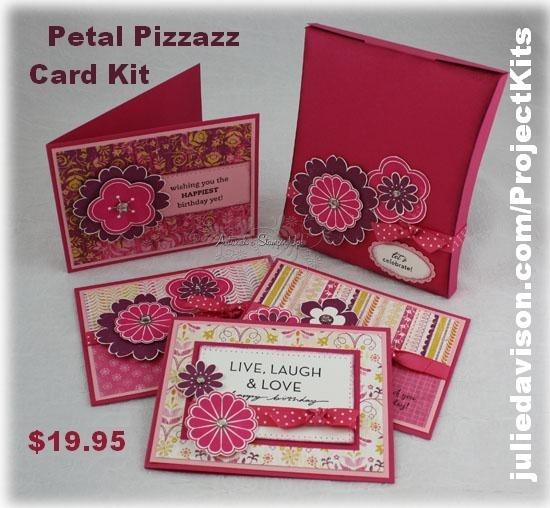 Petal Pizzazz
Card Kit
juliedavison.com/ProjectKits
wishing you the
HAPPIEST
birthday yet!
let's
celebrate!
LIVE, LAUGH
& LOVE
happy birthday
$19.95